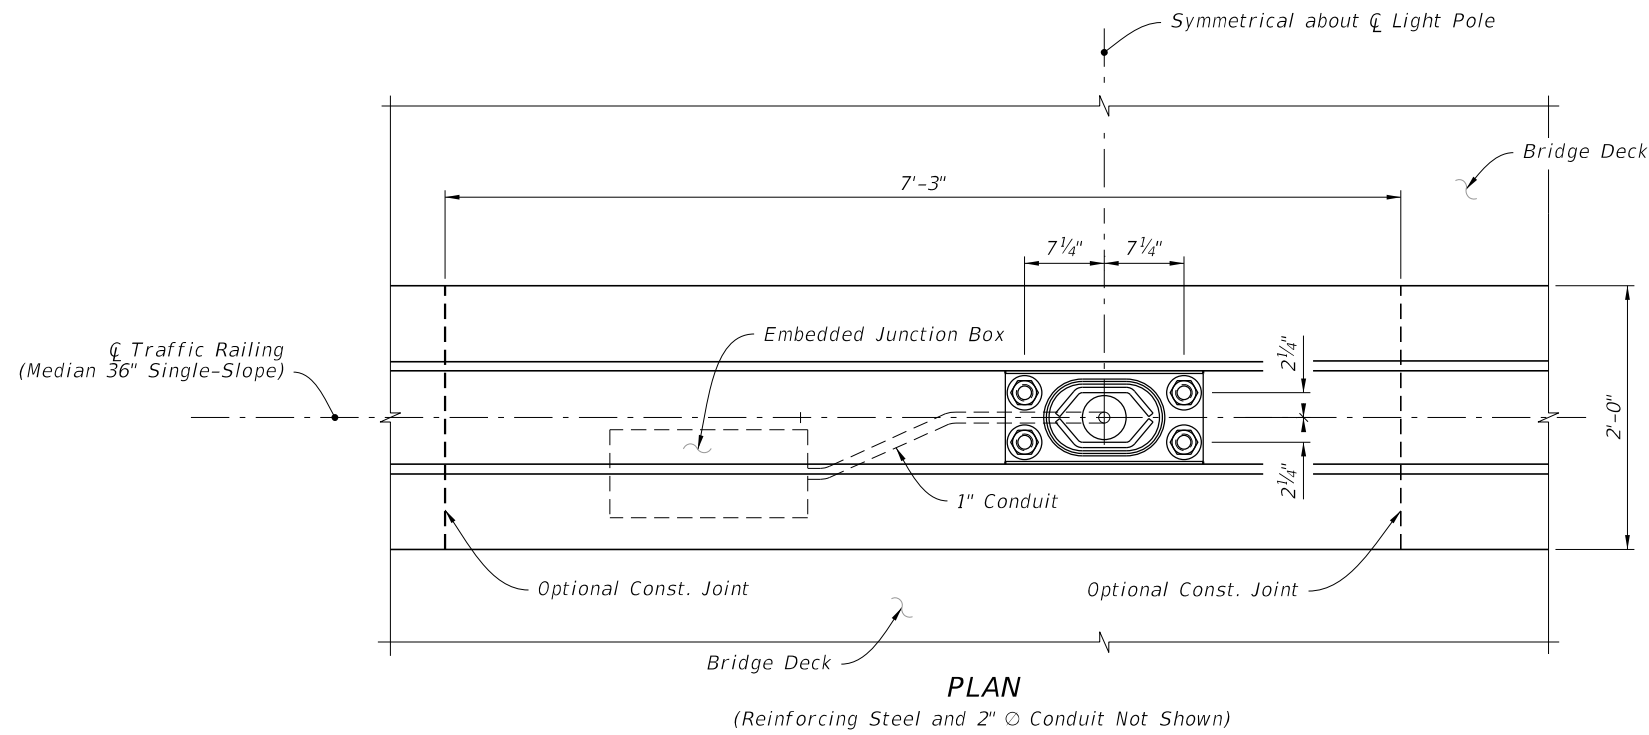 Symmetrical about ℄ Light Pole
Bridge Deck
7'-3"
7¼" 7¼"
Embedded Junction Box
℄ Traffic Railing
(Median 36" Single-Slope)
2¼"
2'-0"
2¼"
1" Conduit
Optional Const. Joint
Optional Const. Joint
Bridge Deck
PLAN
(Reinforcing Steel and 2" ∅ Conduit Not Shown)